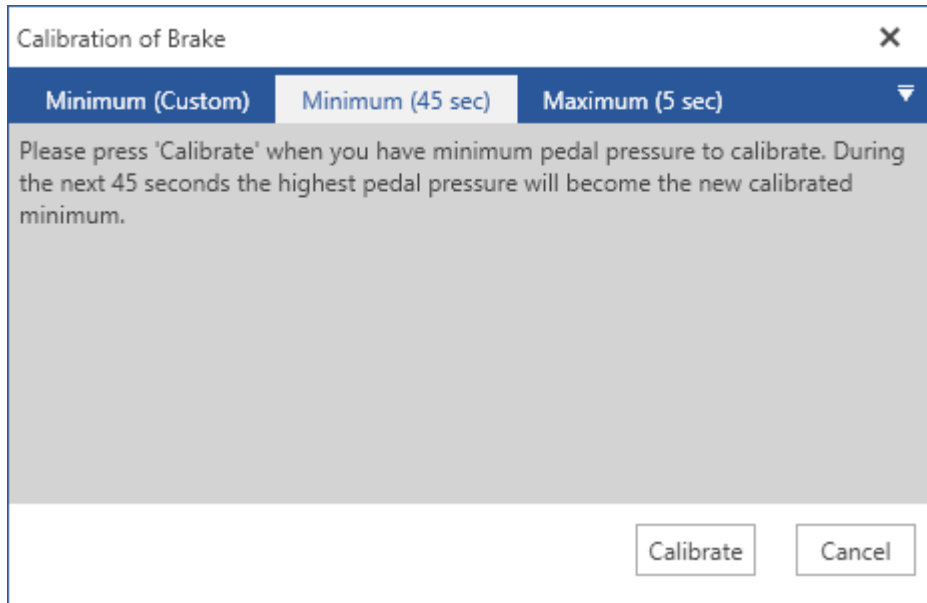 Calibration of Brake
Minimum (Custom) Minimum (45 sec) Maximum (5 sec)
Please press 'Calibrate' when you have minimum pedal pressure to calibrate. During
the next 45 seconds the highest pedal pressure will become the new calibrated
minimum.
Calibrate Cancel